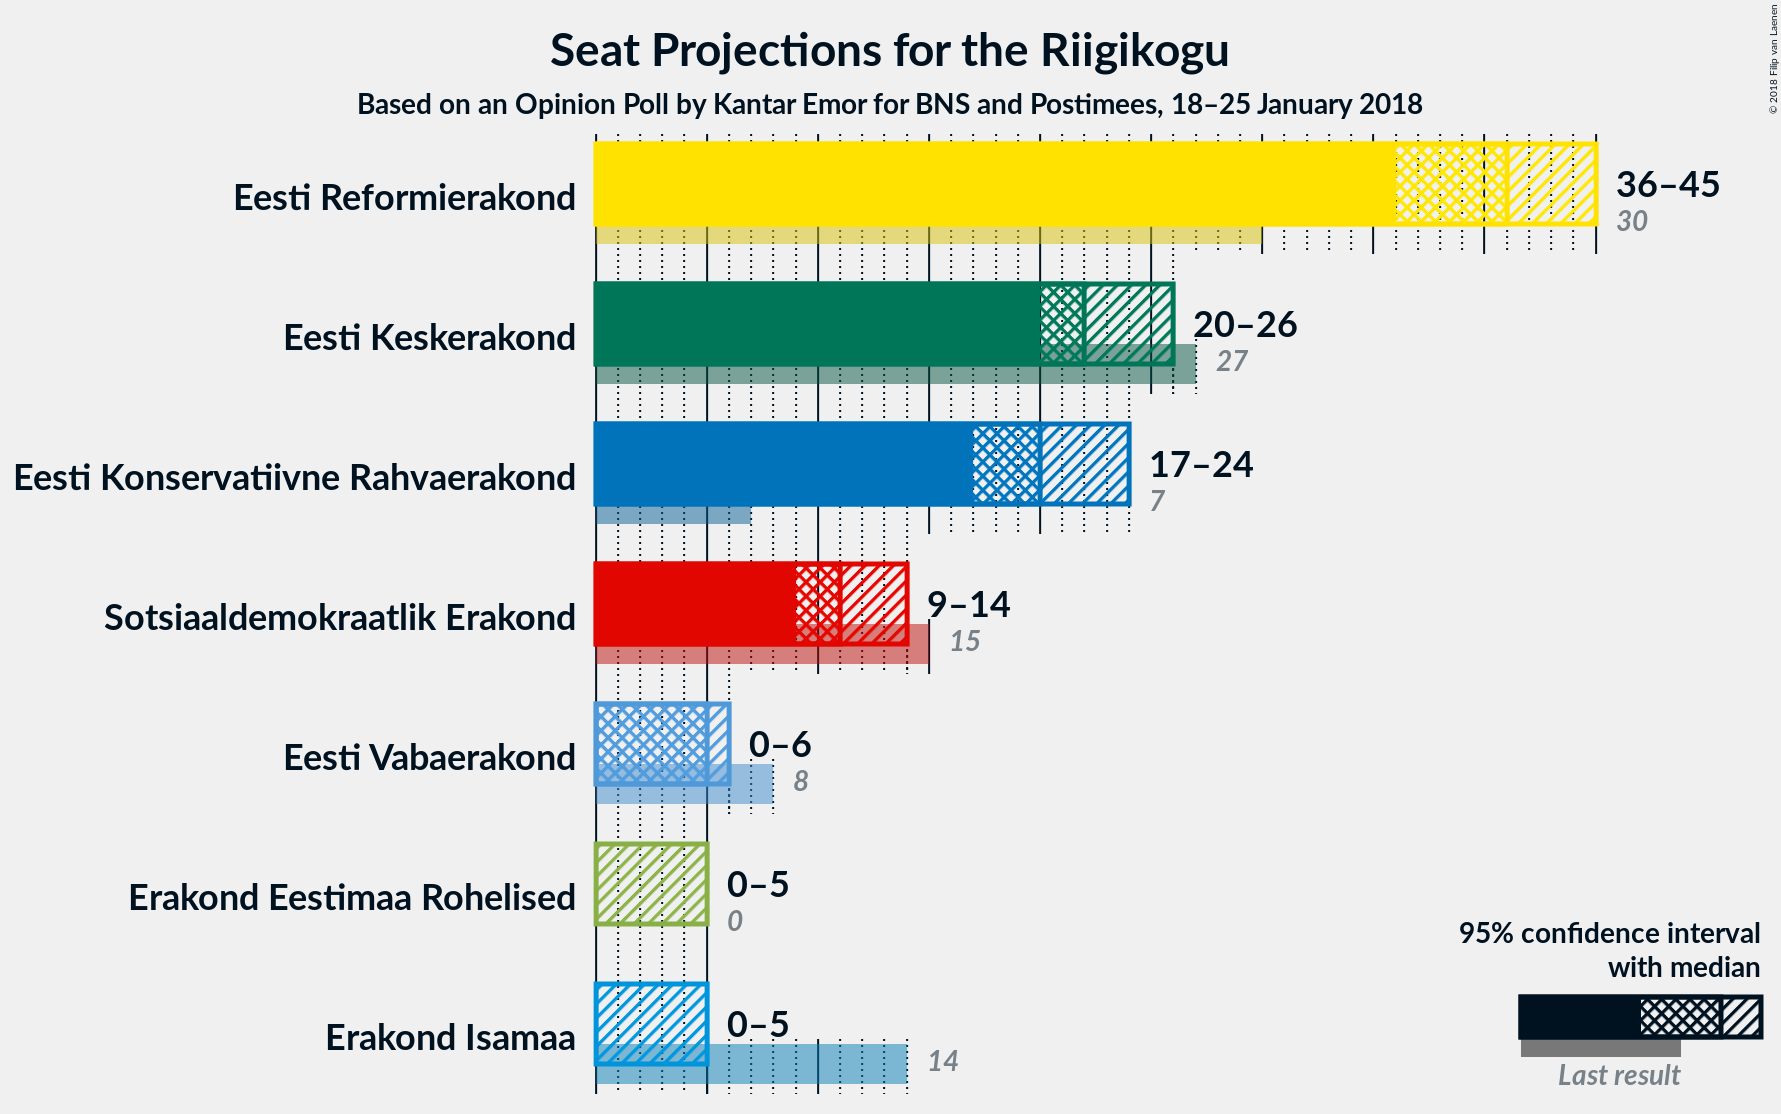 Seat Projections for the Riigikogu
Based on an Opinion Poll by Kantar Emor for BNS and Postimees, 18–25 January 2018
© 2018 Filip van Laenen
Eesti Reformierakond
36–45
30
Eesti Keskerakond
20–26
27
Eesti Konservatiivne Rahvaerakond
17–24
7
Sotsiaaldemokraatlik Erakond
9–14
15
Eesti Vabaerakond
0–6
8
Erakond Eestimaa Rohelised
0–5
0
Erakond Isamaa
0–5
14
95% confidence interval
with median
Last result